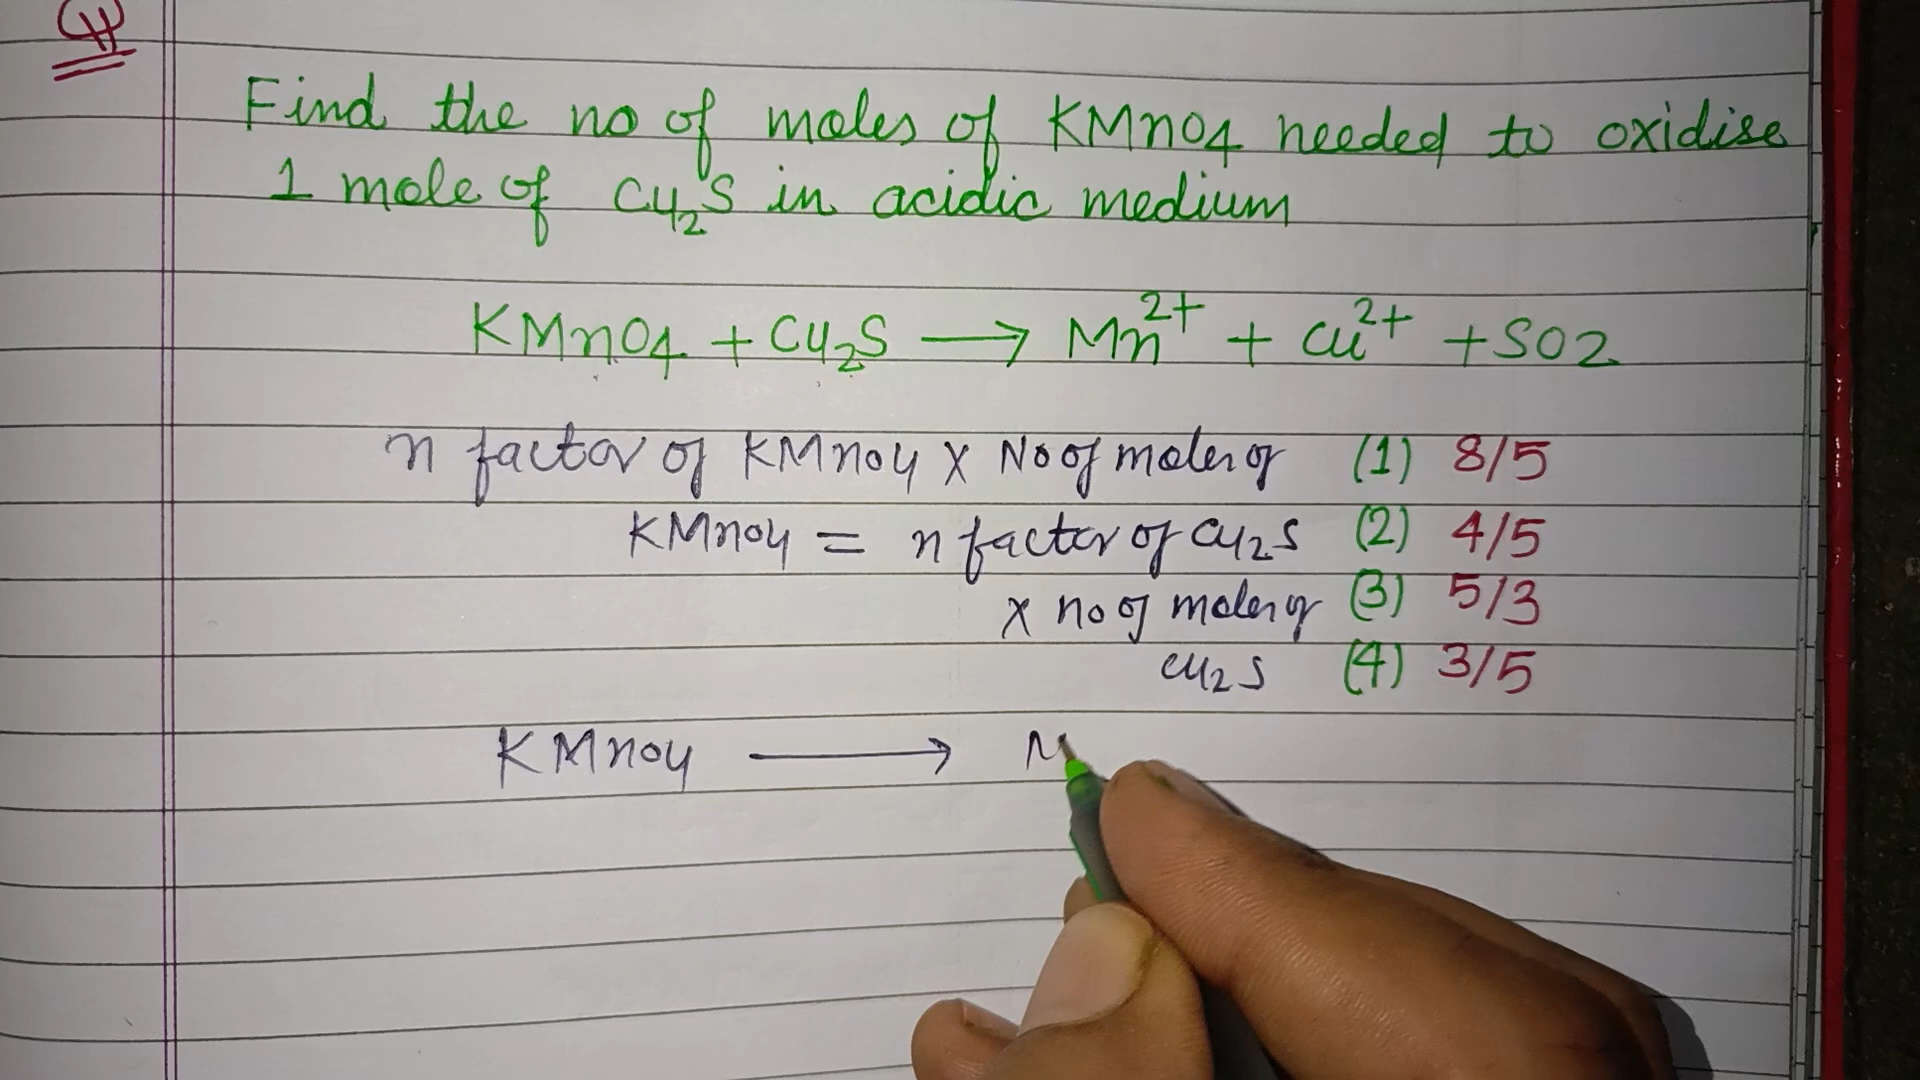 Q
Find the no of moles of KMnO4 needed to oxidise
1 mole of Cu₂S in acidic medium
KMnO4 + Cu₂S → Mn²⁺ + Cu²⁺ + SO2
n factor of KMnO4 × No of moles of (1) 8/5
KMnO4 = n factor of Cu₂S (2) 4/5
× no of moles of (3) 5/3
Cu₂S (4) 3/5
KMnO4 → M